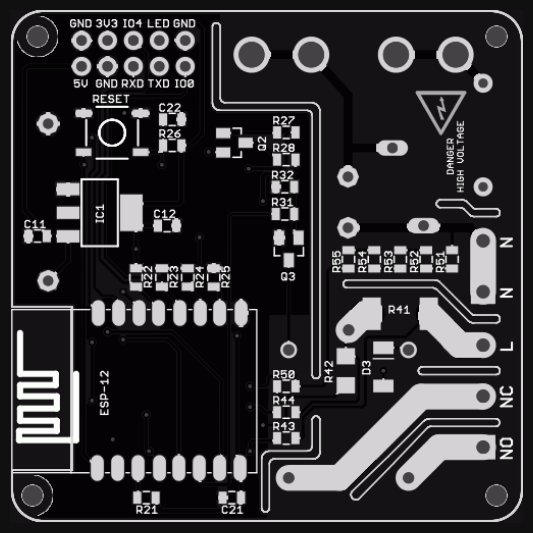 GND 3V3 IO4 LED GND
5V GND RXD TXD IO0
RESET
C22
R26
R27
Q2
R28
R32
R31
DANGER
HIGH VOLTAGE
IC1
C11
C12
Q3
R22
R23
R24
R25
R55
R54
R53
R52
R51
N
N
R41
L
R42
D3
ESP-12
R50
R44
R43
NC
NO
R21
C21